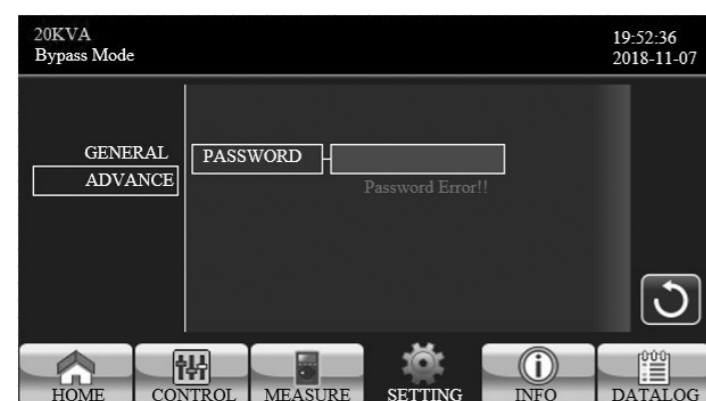 20KVA
Bypass Mode
19:52:36
2018-11-07
GENERAL
ADVANCE
PASSWORD
Password Error!!
HOME
CONTROL
MEASURE
SETTING
INFO
DATALOG